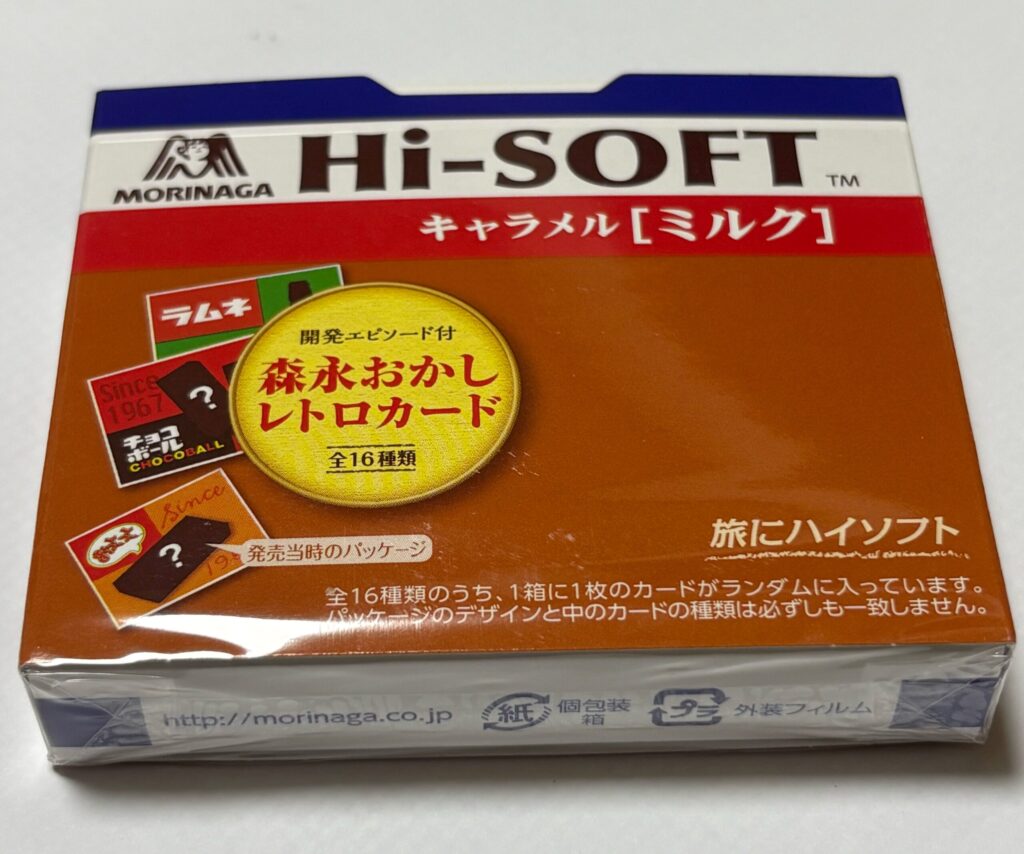 MORINAGA
Hi-SOFT
TM
キャラメル [ミルク]
ラムネ
開発エピソード付
森永おかし
レトロカード
全16種類
Since
1967
?
チョコ
ボール
CHOCOBALL
Since
?
発売当時のパッケージ
旅にハイソフト
※全16種類のうち、1箱に1枚のカードがランダムに入っています。
パッケージのデザインと中のカードの種類は必ずしも一致しません。
http://morinaga.co.jp
紙
個包装
箱
プラ
外装フィルム